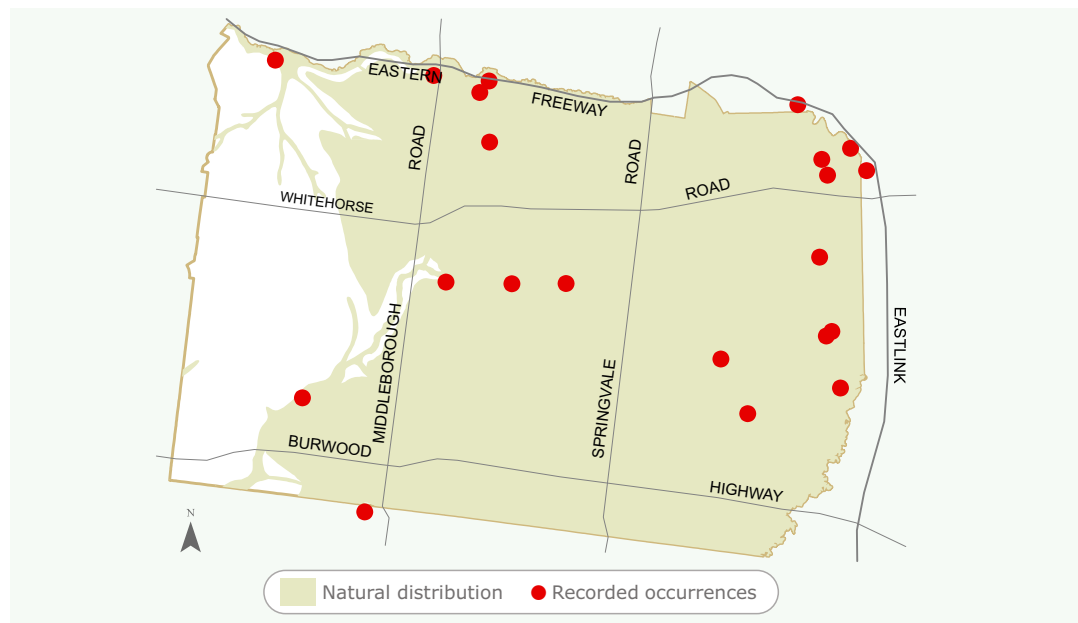 EASTERN
FREEWAY
ROAD
ROAD
ROAD
WHITEHORSE
MIDDLEBOROUGH
SPRINGVALE
EASTLINK
BURWOOD
HIGHWAY
N
Natural distribution
Recorded occurrences